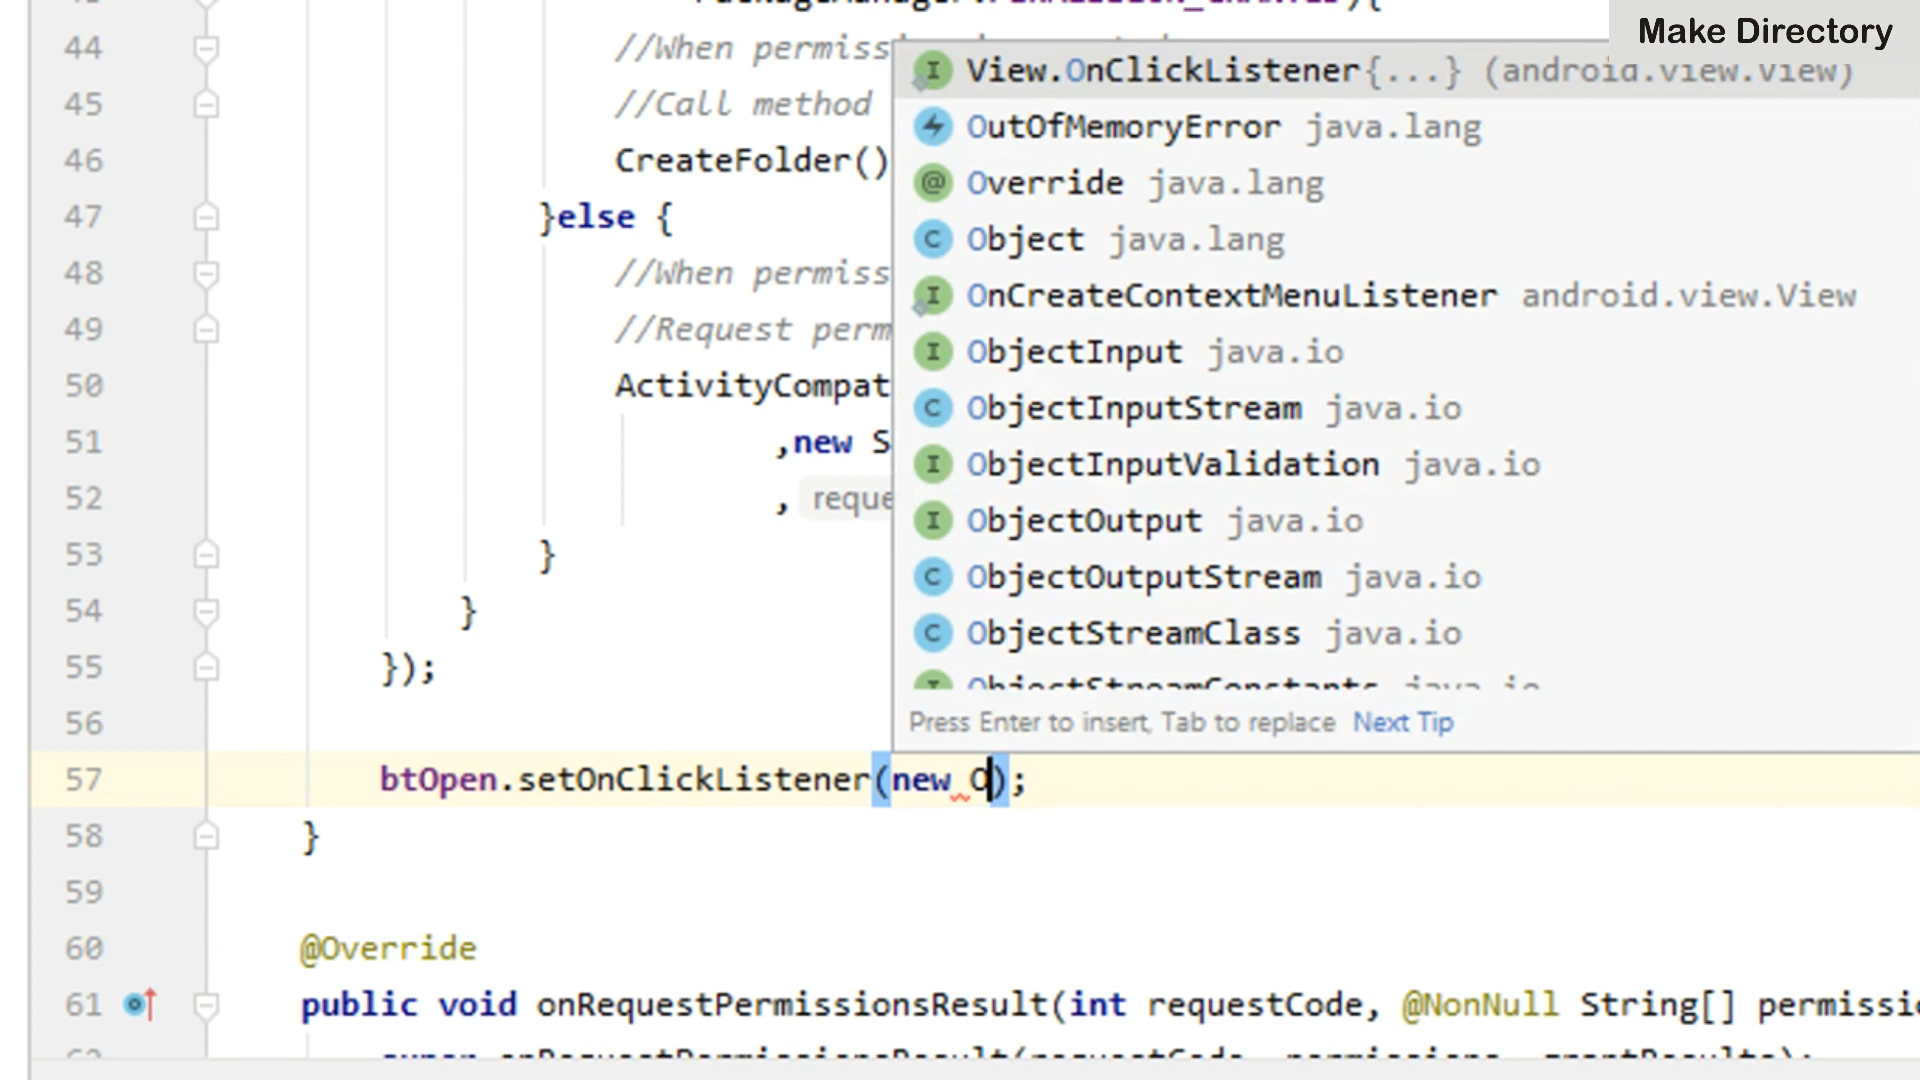 Make Directory
44 //When permiss
45 //Call method
46 CreateFolder()
47 }else {
48 //When permiss
49 //Request perm
50 ActivityCompat
51 ,new S
52 , reque
53 }
54 }
55 });
56
57 btOpen.setOnClickListener(new O);
58 }
59
60 @Override
61 public void onRequestPermissionsResult(int requestCode, @NonNull String[] permissi
View.OnClickListener{...} (android.view.View)
OutOfMemoryError java.lang
Override java.lang
Object java.lang
OnCreateContextMenuListener android.view.View
ObjectInput java.io
ObjectInputStream java.io
ObjectInputValidation java.io
ObjectOutput java.io
ObjectOutputStream java.io
ObjectStreamClass java.io
ObjectStreamConstants java.io
Press Enter to insert, Tab to replace Next Tip